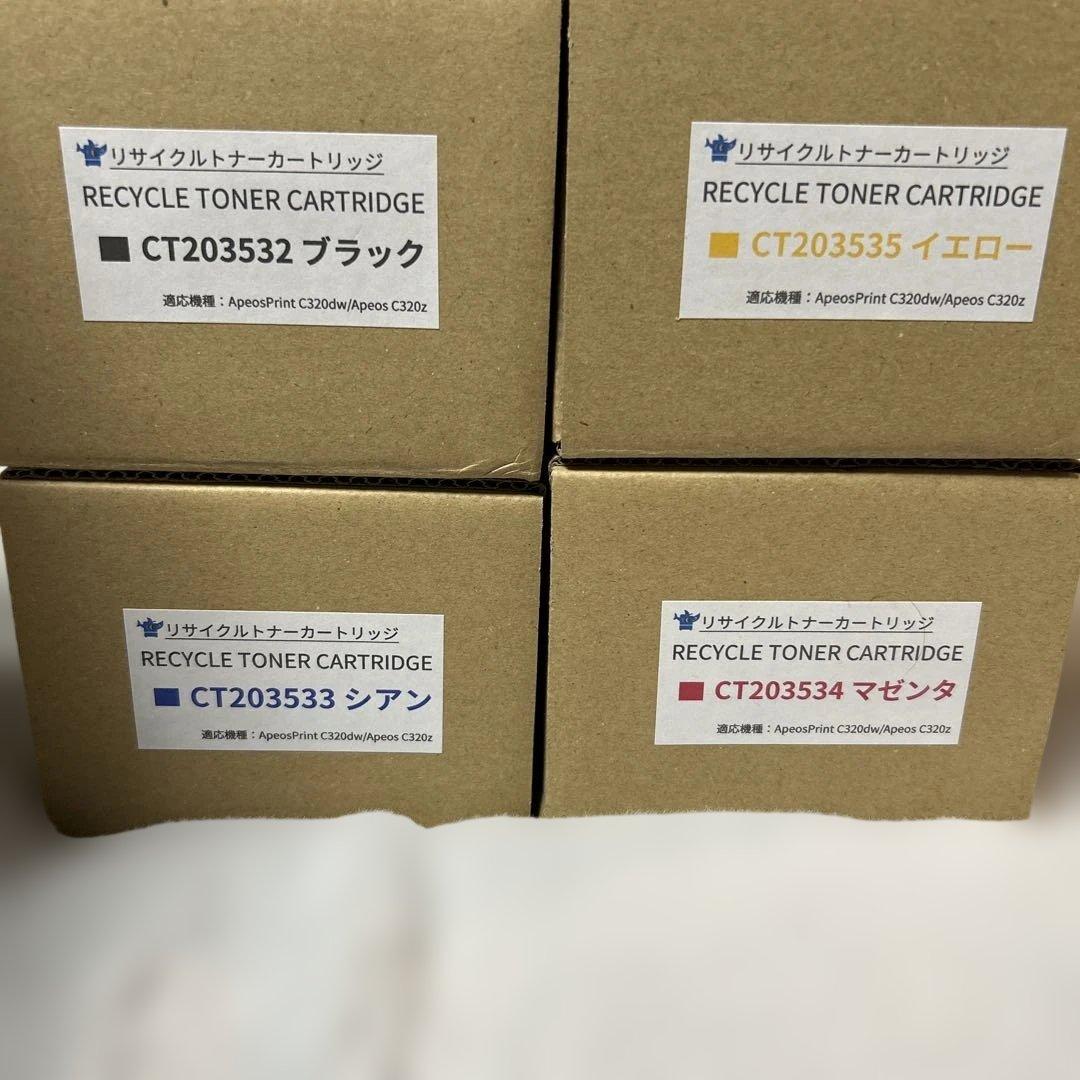 リサイクルトナーカートリッジ
RECYCLE TONER CARTRIDGE
■ CT203532 ブラック
適応機種：ApeosPrint C320dw/Apeos C320z
リサイクルトナーカートリッジ
RECYCLE TONER CARTRIDGE
■ CT203535 イエロー
適応機種：ApeosPrint C320dw/Apeos C320z
リサイクルトナーカートリッジ
RECYCLE TONER CARTRIDGE
■ CT203533 シアン
適応機種：ApeosPrint C320dw/Apeos C320z
リサイクルトナーカートリッジ
RECYCLE TONER CARTRIDGE
■ CT203534 マゼンタ
適応機種：ApeosPrint C320dw/Apeos C320z